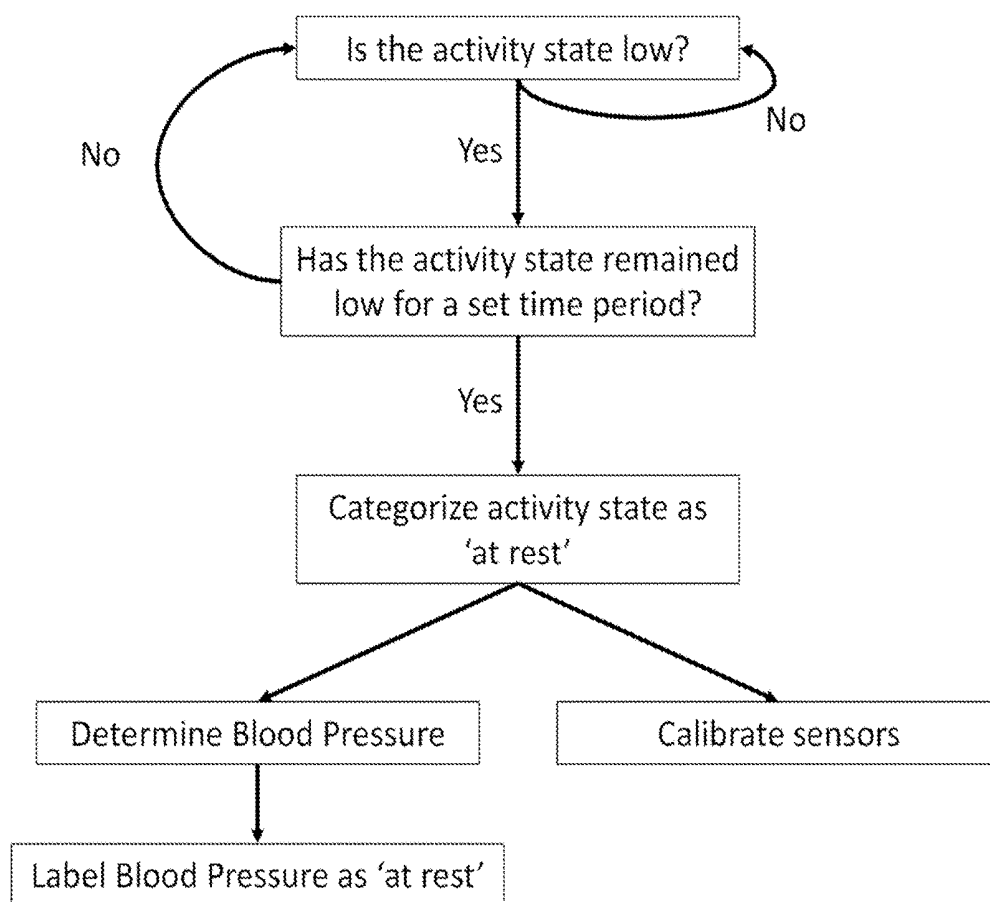 Is the activity state low?
No
No
Yes
Has the activity state remained
low for a set time period?
Yes
Categorize activity state as
‘at rest’
Determine Blood Pressure
Calibrate sensors
Label Blood Pressure as ‘at rest’